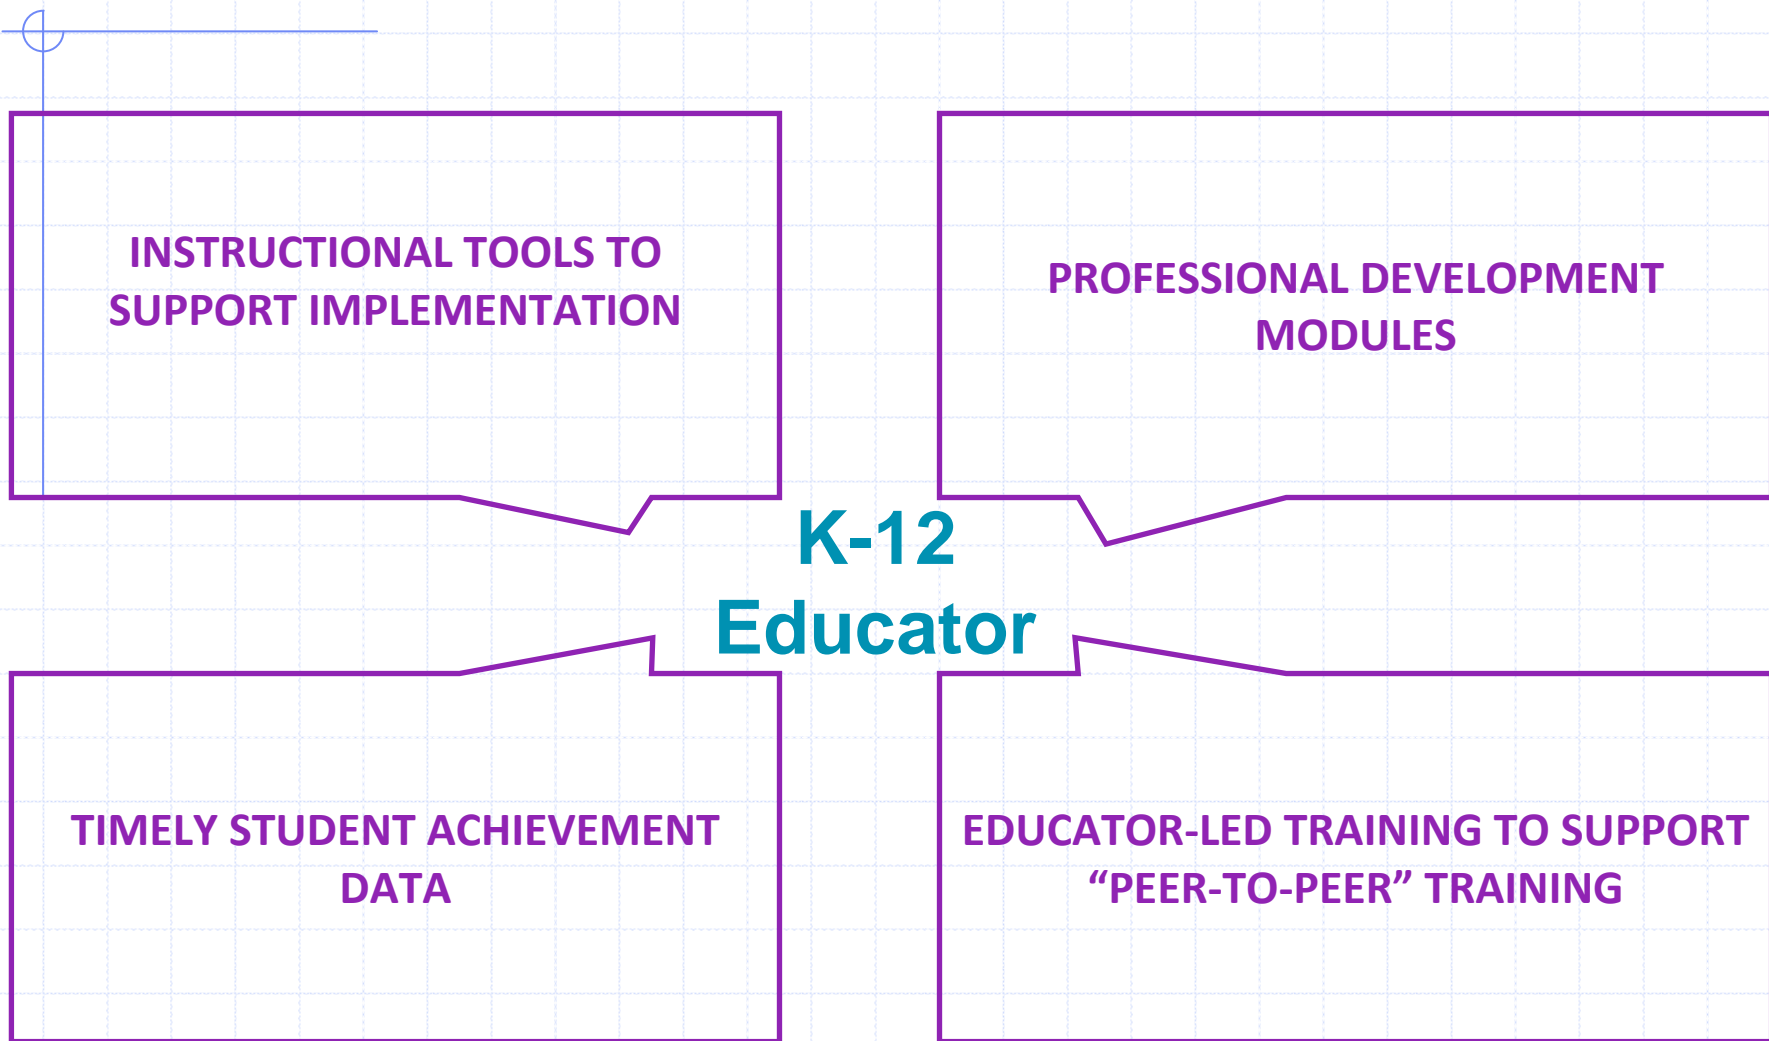 INSTRUCTIONAL TOOLS TO
SUPPORT IMPLEMENTATION
PROFESSIONAL DEVELOPMENT
MODULES
K-12
Educator
TIMELY STUDENT ACHIEVEMENT
DATA
EDUCATOR-LED TRAINING TO SUPPORT
“PEER-TO-PEER” TRAINING